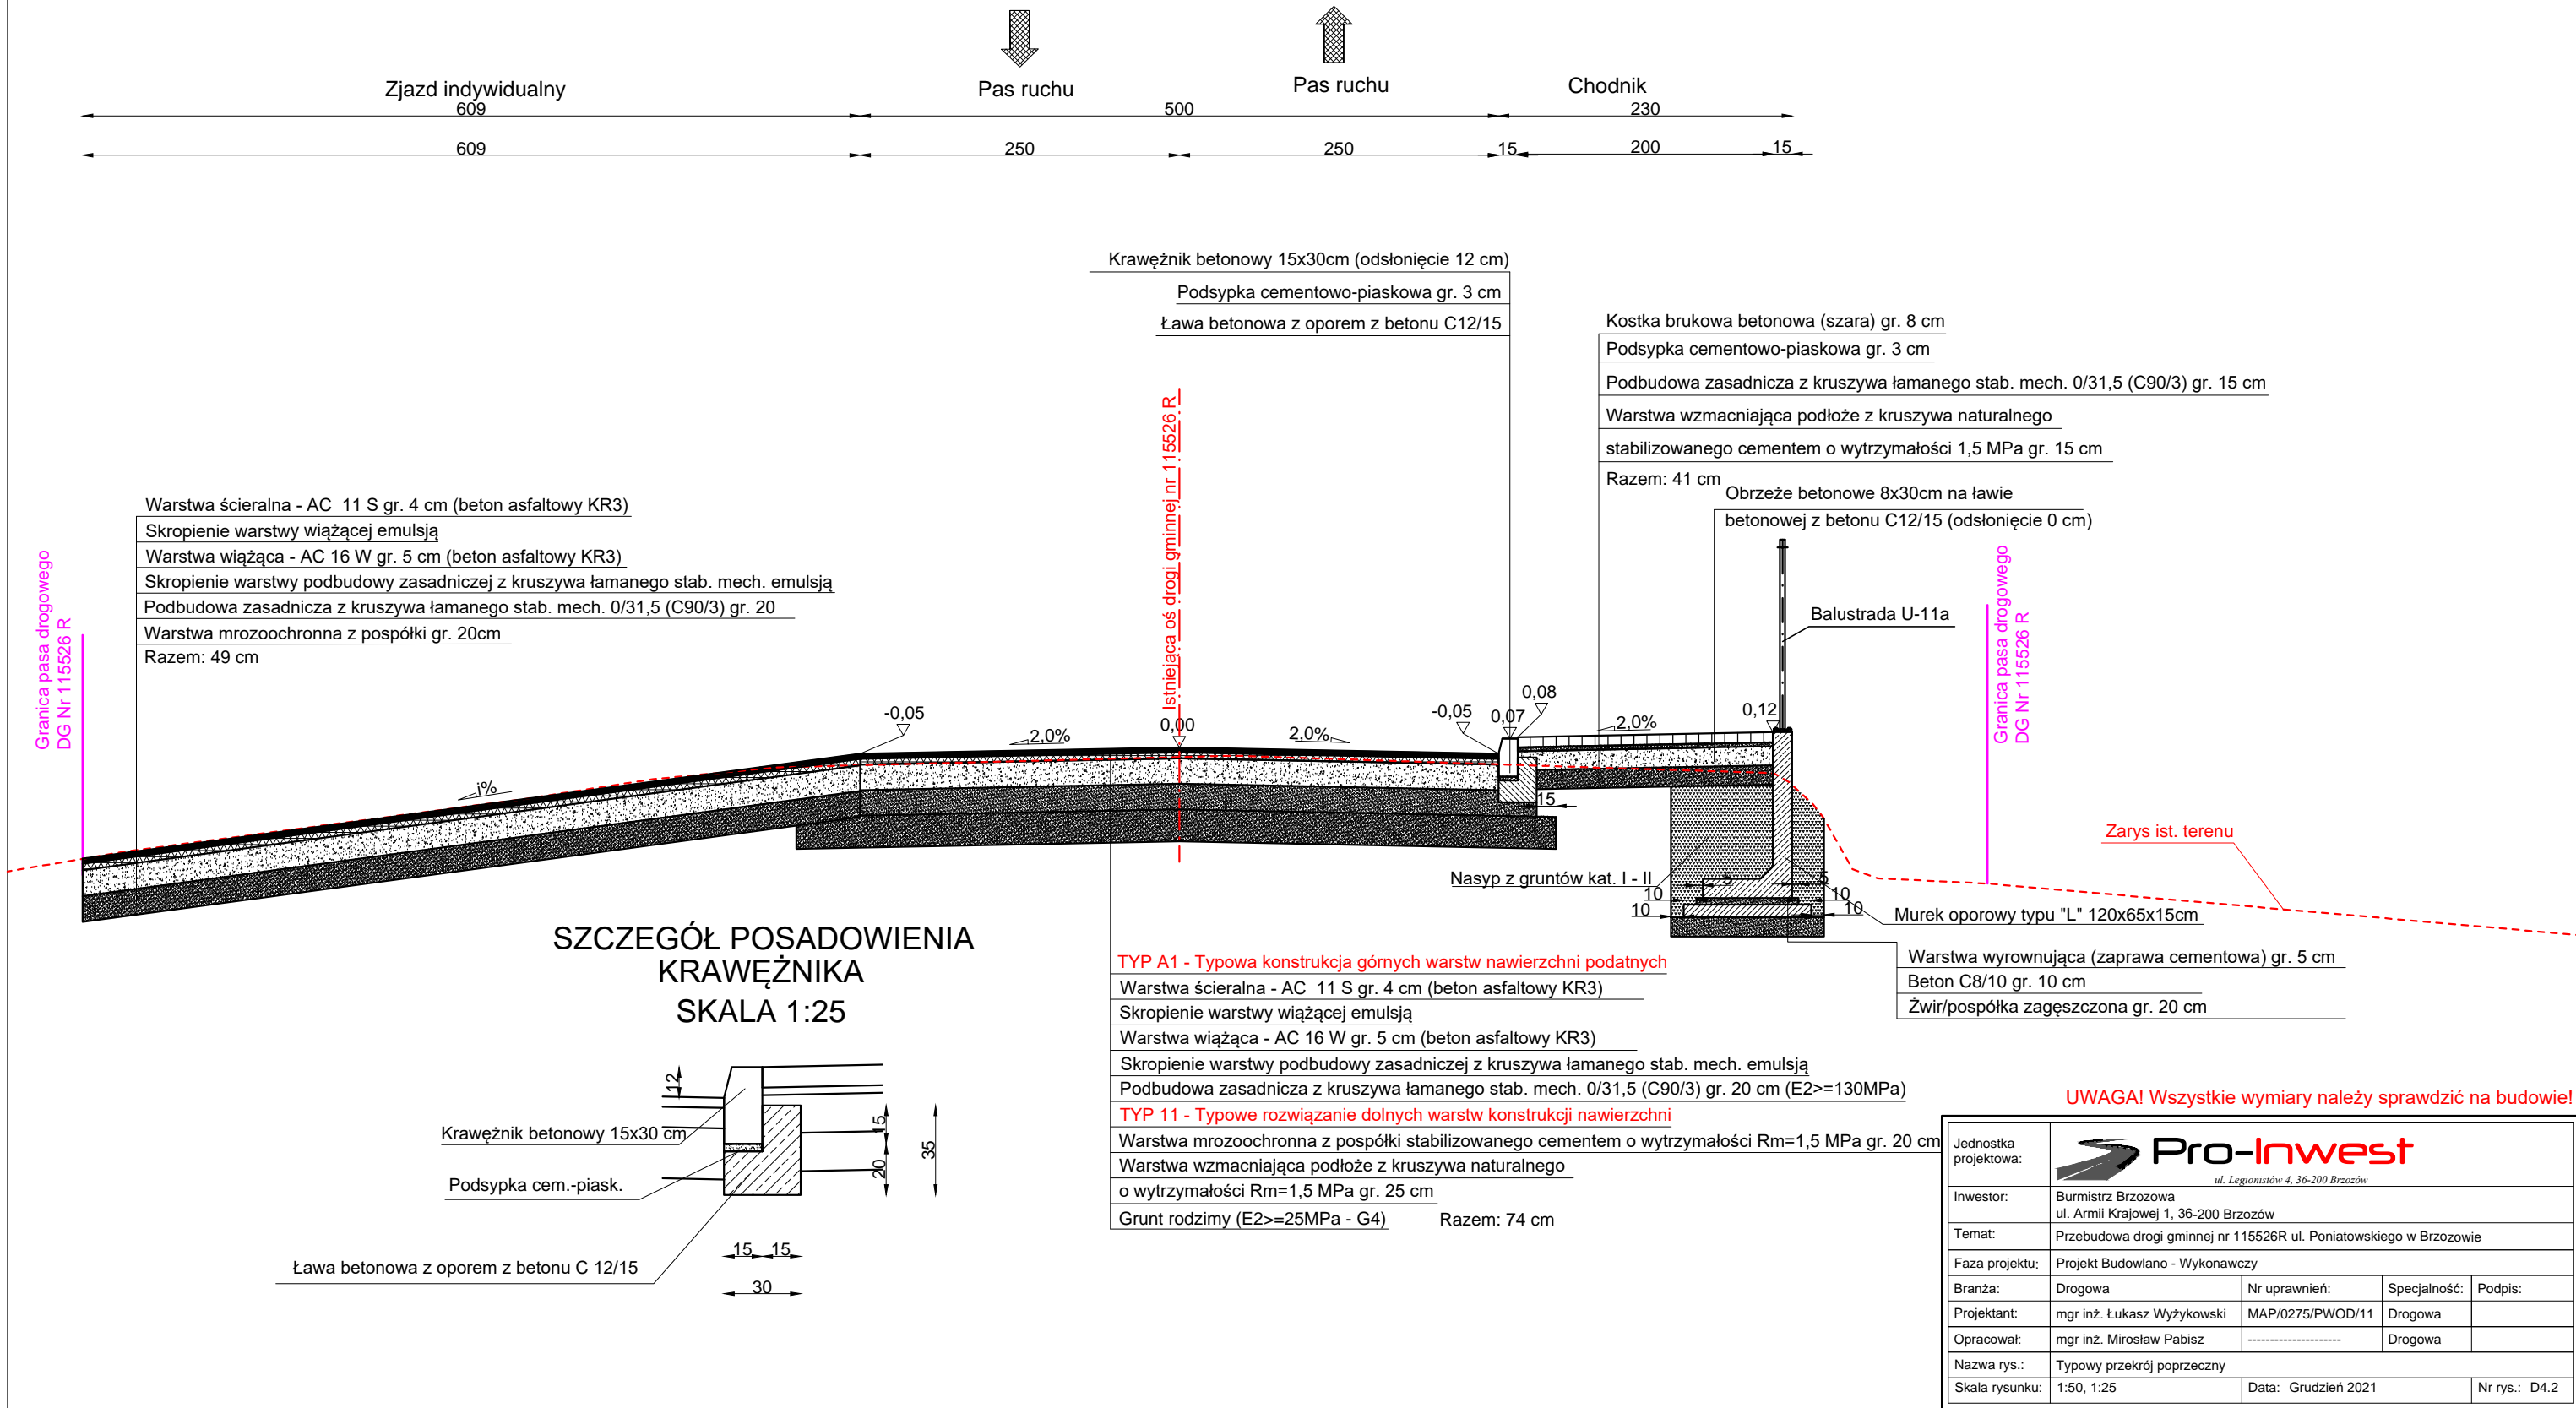 Zjazd indywidualny
Pas ruchu
Pas ruchu
Chodnik
609
500
230
609
250
250
15
200
15
Krawężnik betonowy 15x30cm (odsłonięcie 12 cm)
Podsypka cementowo-piaskowa gr. 3 cm
Ława betonowa z oporem z betonu C12/15
Kostka brukowa betonowa (szara) gr. 8 cm
Podsypka cementowo-piaskowa gr. 3 cm
Podbudowa zasadnicza z kruszywa łamanego stab. mech. 0/31,5 (C90/3) gr. 15 cm
Warstwa wzmacniająca podłoże z kruszywa naturalnego
stabilizowanego cementem o wytrzymałości 1,5 MPa gr. 15 cm
Razem: 41 cm
Obrzeże betonowe 8x30cm na ławie
betonowej z betonu C12/15 (odsłonięcie 0 cm)
Warstwa ścieralna - AC 11 S gr. 4 cm (beton asfaltowy KR3)
Skropienie warstwy wiążącej emulsją
Warstwa wiążąca - AC 16 W gr. 5 cm (beton asfaltowy KR3)
Skropienie warstwy podbudowy zasadniczej z kruszywa łamanego stab. mech. emulsją
Podbudowa zasadnicza z kruszywa łamanego stab. mech. 0/31,5 (C90/3) gr. 20
Warstwa mrozoochronna z pospółki gr. 20cm
Razem: 49 cm
Granica pasa drogowego
DG Nr 115526 R
Istniejąca oś drogi gminnej nr 115526 R
Balustrada U-11a
Granica pasa drogowego
DG Nr 115526 R
-0,05
2,0%
0,00
2,0%
-0,05
0,07
0,08
2,0%
0,12
i%
15
Zarys ist. terenu
Nasyp z gruntów kat. I - II
5
5
10
10
10
10
Murek oporowy typu "L" 120x65x15cm
Warstwa wyrownująca (zaprawa cementowa) gr. 5 cm
Beton C8/10 gr. 10 cm
Żwir/pospółka zagęszczona gr. 20 cm
SZCZEGÓŁ POSADOWIENIA
KRAWĘŻNIKA
SKALA 1:25
12
Krawężnik betonowy 15x30 cm
Podsypka cem.-piask.
Ława betonowa z oporem z betonu C 12/15
15
20
35
15
15
30
TYP A1 - Typowa konstrukcja górnych warstw nawierzchni podatnych
Warstwa ścieralna - AC 11 S gr. 4 cm (beton asfaltowy KR3)
Skropienie warstwy wiążącej emulsją
Warstwa wiążąca - AC 16 W gr. 5 cm (beton asfaltowy KR3)
Skropienie warstwy podbudowy zasadniczej z kruszywa łamanego stab. mech. emulsją
Podbudowa zasadnicza z kruszywa łamanego stab. mech. 0/31,5 (C90/3) gr. 20 cm (E2>=130MPa)
TYP 11 - Typowe rozwiązanie dolnych warstw konstrukcji nawierzchni
Warstwa mrozoochronna z pospółki stabilizowanego cementem o wytrzymałości Rm=1,5 MPa gr. 20 cm
Warstwa wzmacniająca podłoże z kruszywa naturalnego
o wytrzymałości Rm=1,5 MPa gr. 25 cm
Grunt rodzimy (E2>=25MPa - G4) Razem: 74 cm
UWAGA! Wszystkie wymiary należy sprawdzić na budowie!
Jednostka
projektowa:
Pro-Inwest
ul. Legionistów 4, 36-200 Brzozów
Inwestor: Burmistrz Brzozowa
ul. Armii Krajowej 1, 36-200 Brzozów
Temat: Przebudowa drogi gminnej nr 115526R ul. Poniatowskiego w Brzozowie
Faza projektu: Projekt Budowlano - Wykonawczy
Branża: Drogowa Nr uprawnień: Specjalność: Podpis:
Projektant: mgr inż. Łukasz Wyżykowski MAP/0275/PWOD/11 Drogowa
Opracował: mgr inż. Mirosław Pabisz -------------------- Drogowa
Nazwa rys.: Typowy przekrój poprzeczny
Skala rysunku: 1:50, 1:25 Data: Grudzień 2021 Nr rys.: D4.2